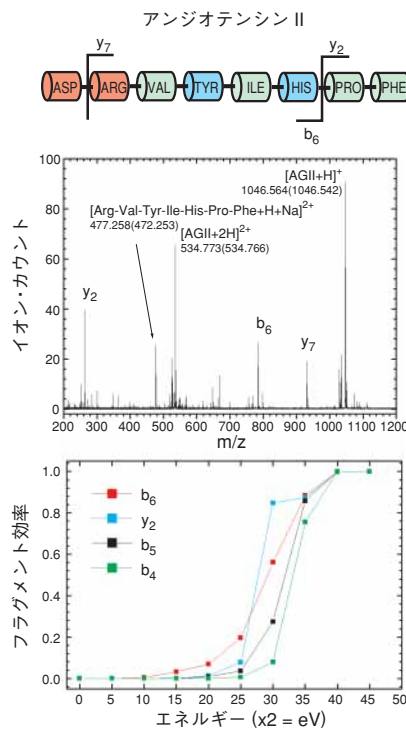 アンジオテンシン II
y7
y2
ASP
ARG
VAL
TYR
ILE
HIS
PRO
PHE
b6
イオン・カウント
100
80
60
40
20
0
[AGII+H]+
1046.564(1046.542)
[Arg-Val-Tyr-Ile-His-Pro-Phe+H+Na]2+
477.258(472.253)
[AGII+2H]2+
534.773(534.766)
y2
b6
y7
200 300 400 500 600 700 800 900 1000 1200
m/z
フラグメント効率
1.0
0.8
0.6
0.4
0.2
0.0
b6
y2
b5
b4
0 5 10 15 20 25 30 35 40 45 50
エネルギー (x2 = eV)